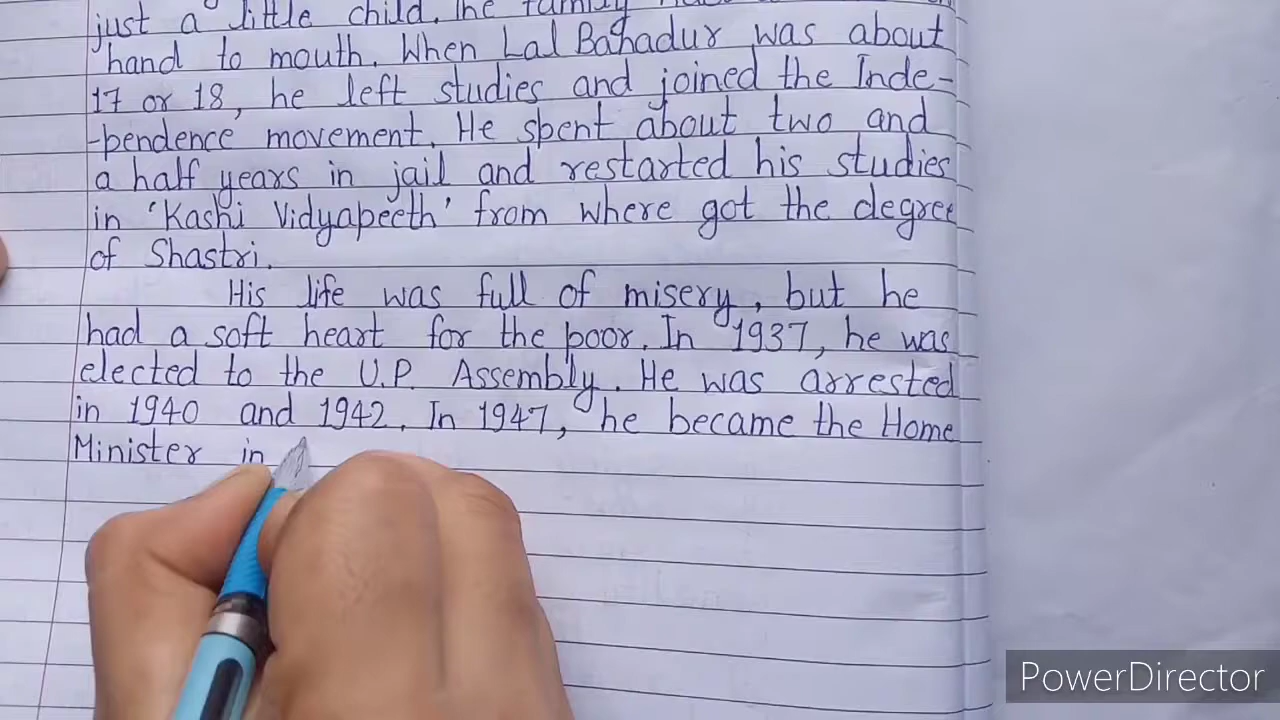 just a little child. The family
hand to mouth. When Lal Bahadur was about
17 or 18, he left studies and joined the Inde-
-pendence movement. He spent about two and
a half years in jail and restarted his studies
in 'Kashi Vidyapeeth' from where got the degree
of Shastri.
His life was full of misery, but he
had a soft heart for the poor. In 1937, he was
elected to the U.P. Assembly. He was arrested
in 1940 and 1942. In 1947, he became the Home
Minister in
PowerDirector